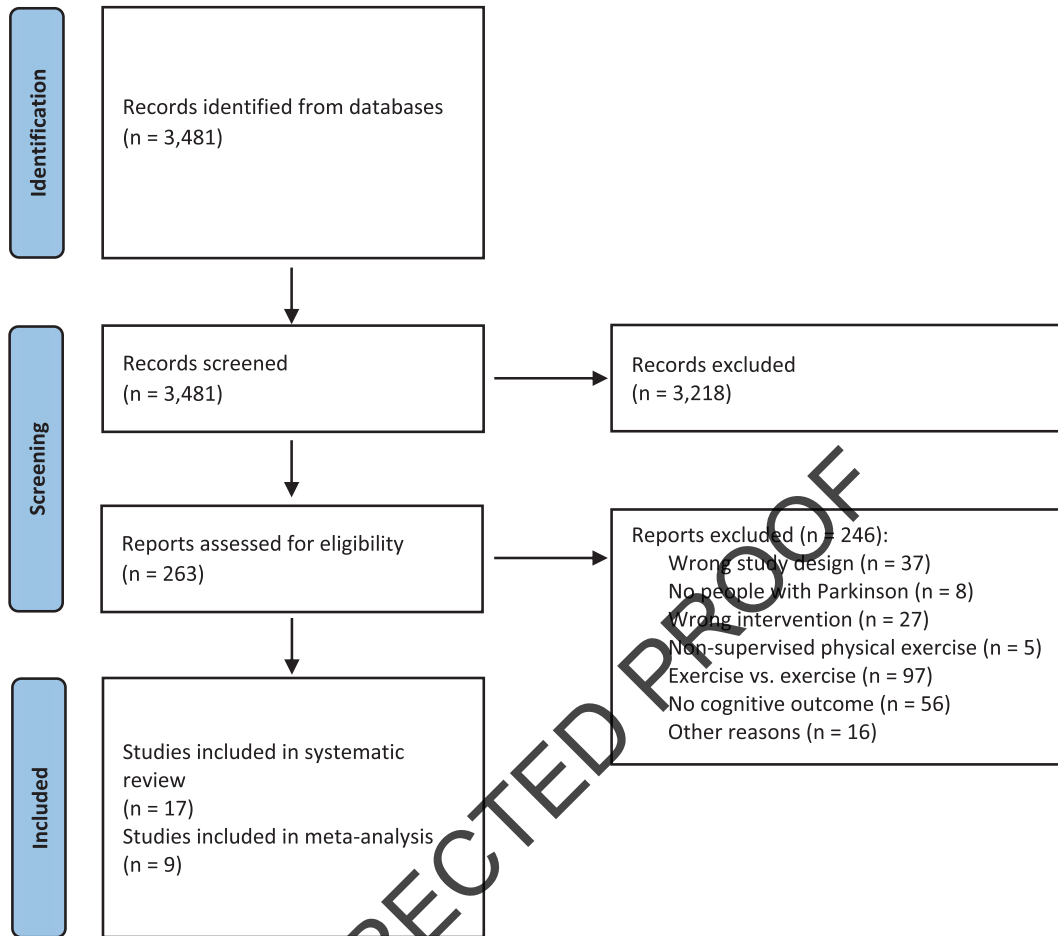 Identification
Records identified from databases
(n = 3,481)
Screening
Records screened
(n = 3,481)
Records excluded
(n = 3,218)
Reports assessed for eligibility
(n = 263)
Reports excluded (n = 246):
Wrong study design (n = 37)
No people with Parkinson (n = 8)
Wrong intervention (n = 27)
Non-supervised physical exercise (n = 5)
Exercise vs. exercise (n = 97)
No cognitive outcome (n = 56)
Other reasons (n = 16)
Included
Studies included in systematic
review
(n = 17)
Studies included in meta-analysis
(n = 9)
RECTED PROOF